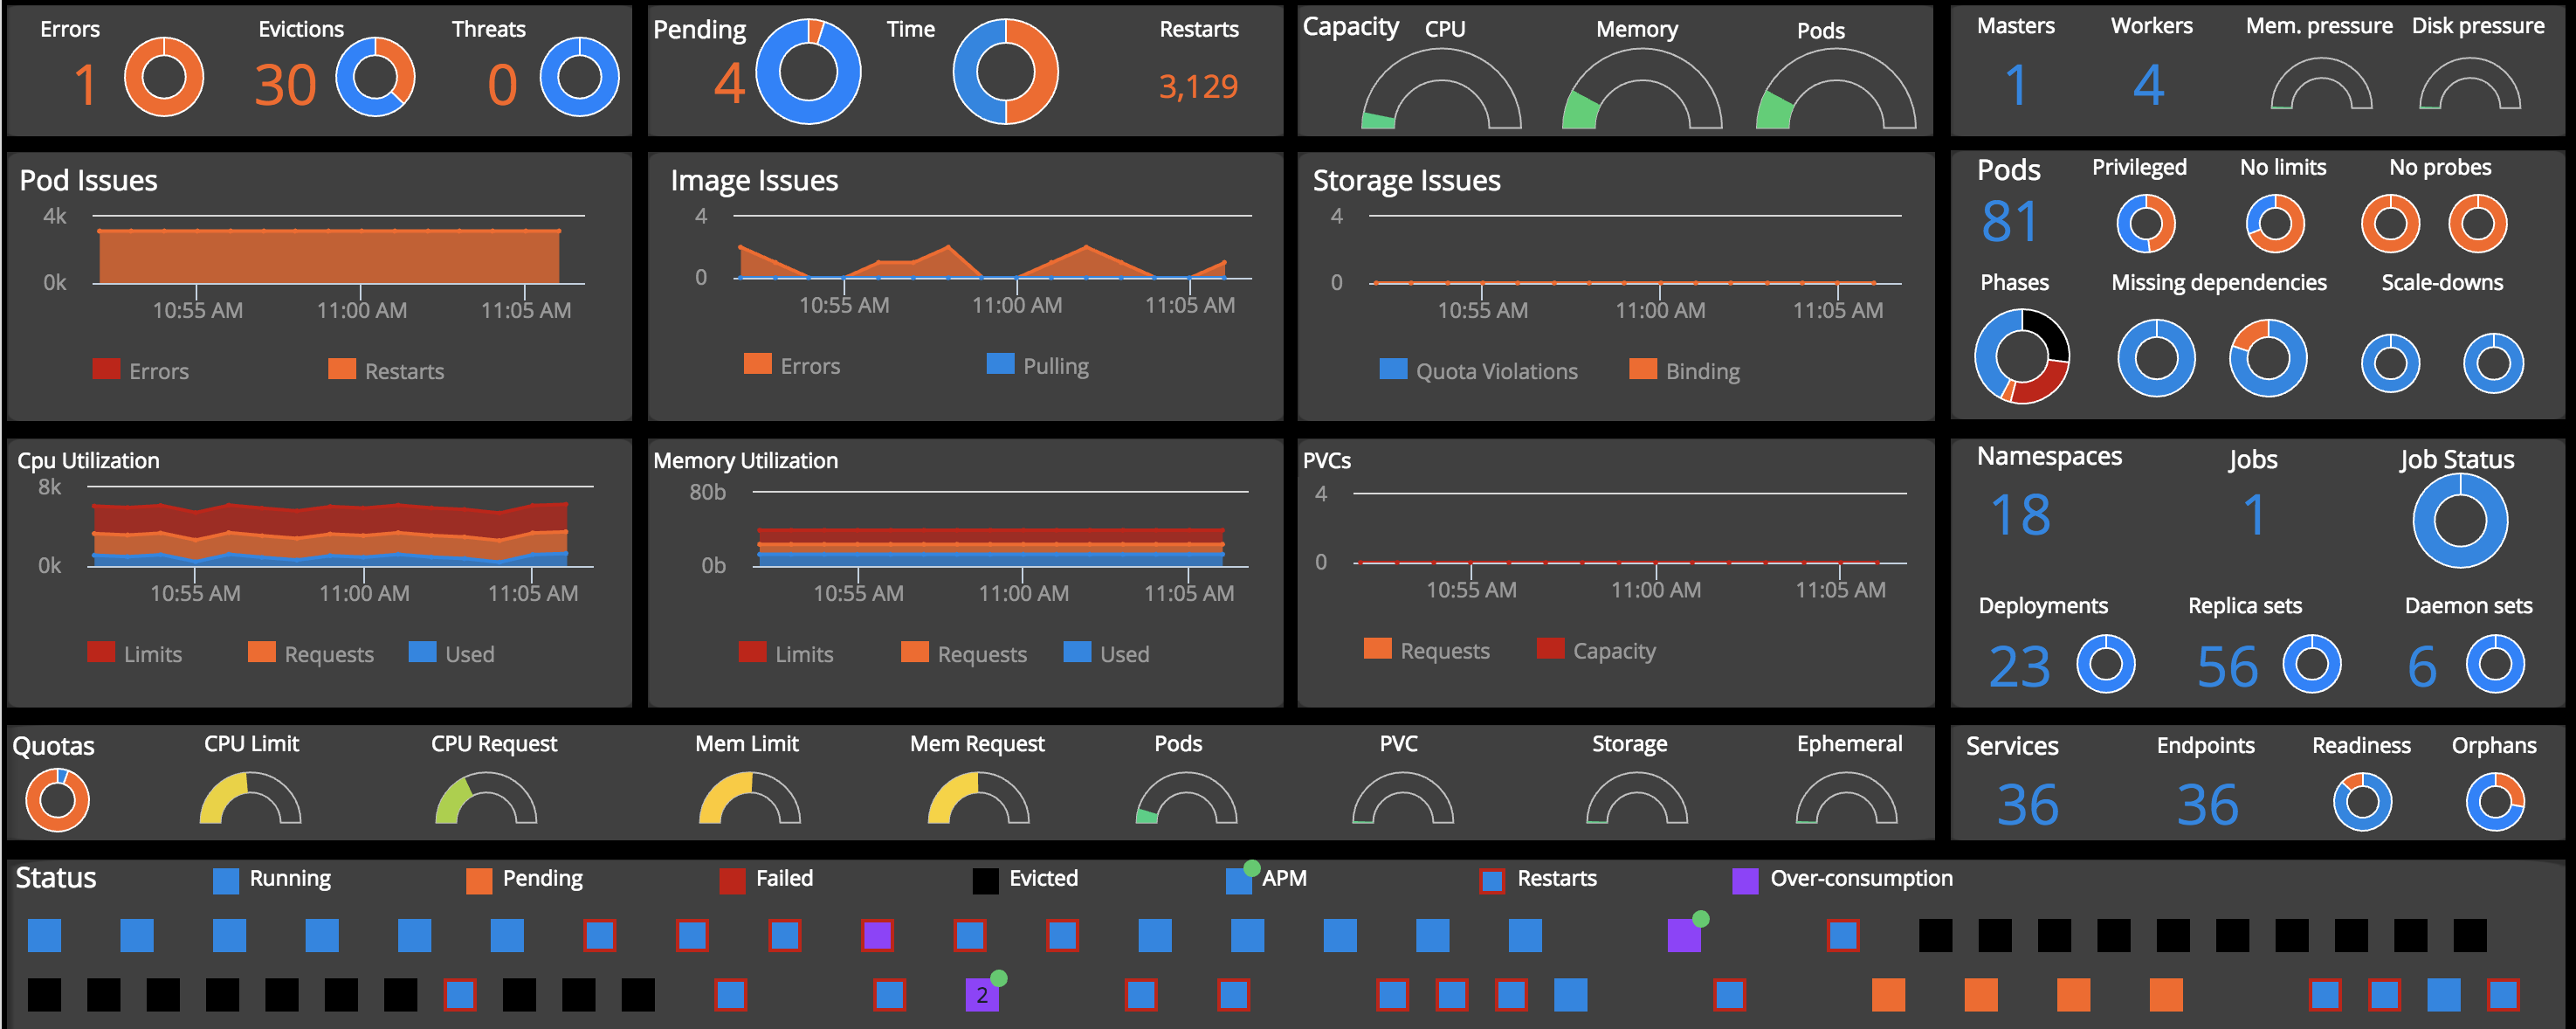 Errors Evictions Threats
1 30 0
Pending Time Restarts
4 3,129
Capacity CPU Memory Pods
Masters Workers Mem. pressure Disk pressure
1 4
Pod Issues
4k
0k
10:55 AM 11:00 AM 11:05 AM
Errors Restarts
Image Issues
4
0
10:55 AM 11:00 AM 11:05 AM
Errors Pulling
Storage Issues
4
0
10:55 AM 11:00 AM 11:05 AM
Quota Violations Binding
Pods Privileged No limits No probes
81
Phases Missing dependencies Scale-downs
Cpu Utilization
8k
0k
10:55 AM 11:00 AM 11:05 AM
Limits Requests Used
Memory Utilization
80b
0b
10:55 AM 11:00 AM 11:05 AM
Limits Requests Used
PVCs
4
0
10:55 AM 11:00 AM 11:05 AM
Requests Capacity
Namespaces Jobs Job Status
18 1
Deployments Replica sets Daemon sets
23 56 6
Quotas CPU Limit CPU Request Mem Limit Mem Request Pods PVC Storage Ephemeral
Services Endpoints Readiness Orphans
36 36
Status Running Pending Failed Evicted APM Restarts Over-consumption
2